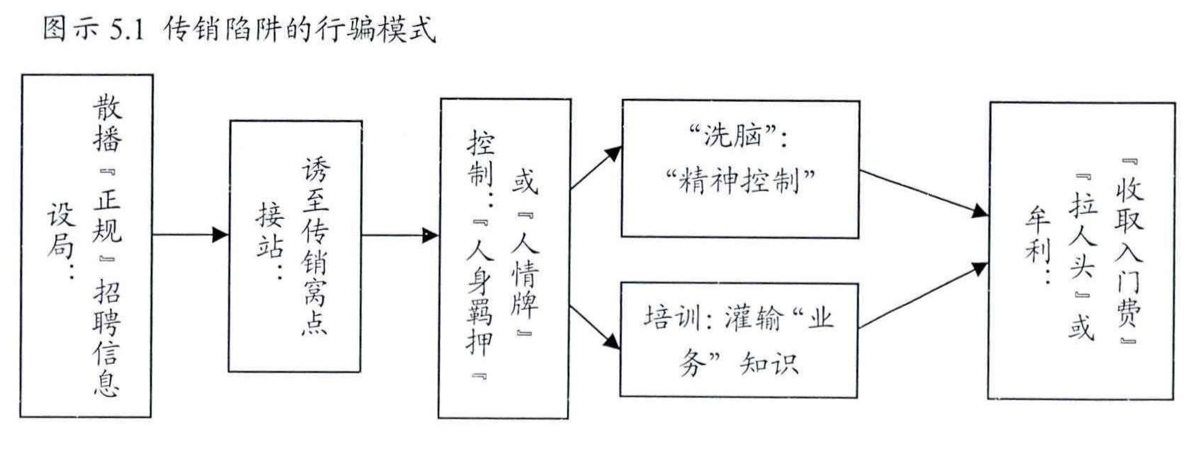 图示 5.1 传销陷阱的行骗模式
设局：
散播『正规』招聘信息
接站：
诱至传销窝点
控制：『人身羁押『
或『人情牌』
“洗脑”：
“精神控制”
培训：灌输“业
务”知识
牟利：
『拉人头』或
『收取入门费』